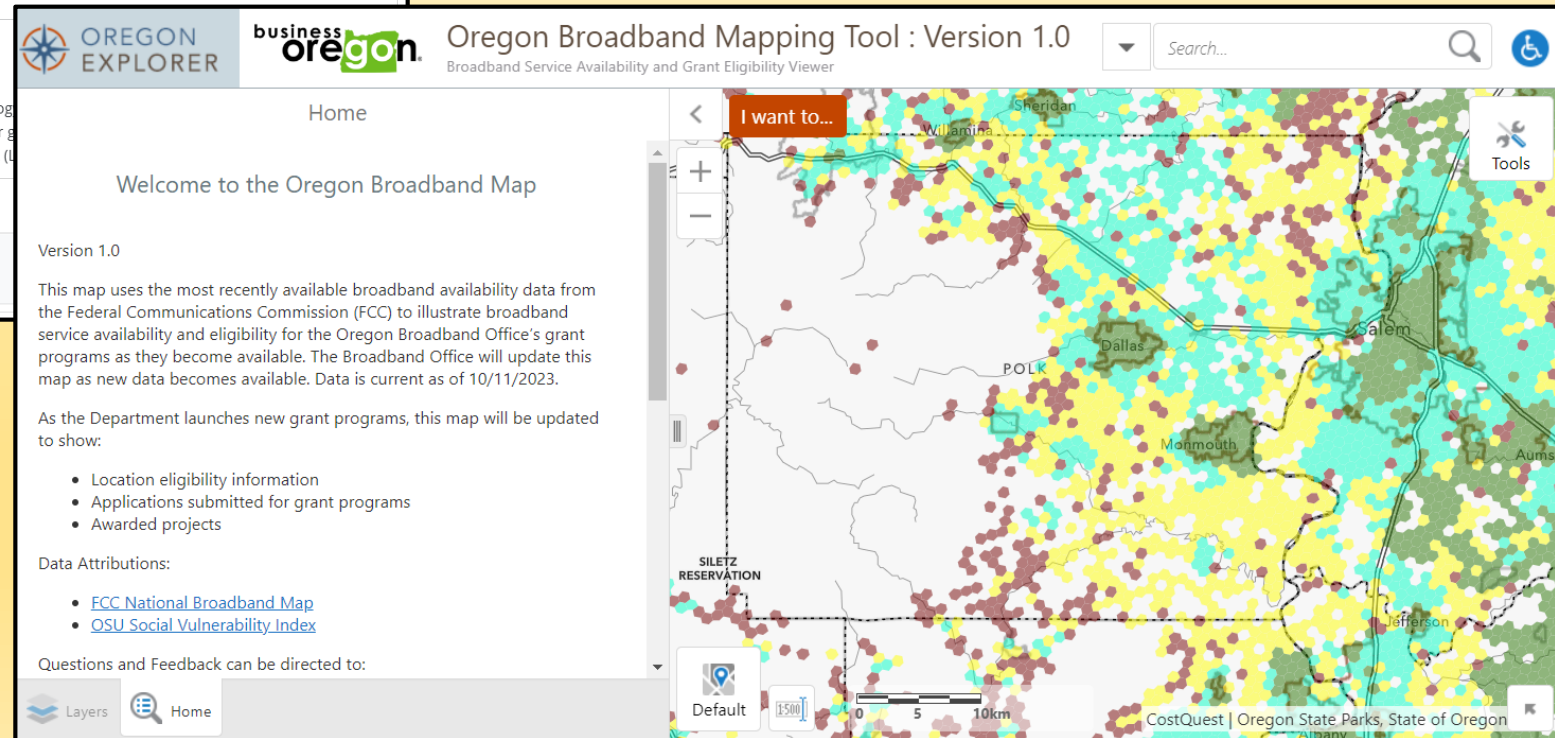 OREGON
EXPLORER
business
oregon.
Oregon Broadband Mapping Tool : Version 1.0
Broadband Service Availability and Grant Eligibility Viewer
Search...
Home
Welcome to the Oregon Broadband Map
Version 1.0
This map uses the most recently available broadband availability data from
the Federal Communications Commission (FCC) to illustrate broadband
service availability and eligibility for the Oregon Broadband Office's grant
programs as they become available. The Broadband Office will update this
map as new data becomes available. Data is current as of 10/11/2023.
As the Department launches new grant programs, this map will be updated
to show:
• Location eligibility information
• Applications submitted for grant programs
• Awarded projects
Data Attributions:
• FCC National Broadband Map
• OSU Social Vulnerability Index
Questions and Feedback can be directed to:
Layers
Home
I want to...
Tools
Sheridan
Willamina
Salem
Dallas
POLK
Monmouth
Aums
SILETZ
RESERVATION
Jefferson
Default
1:500
0 5 10km
CostQuest | Oregon State Parks, State of Oregon
Albany